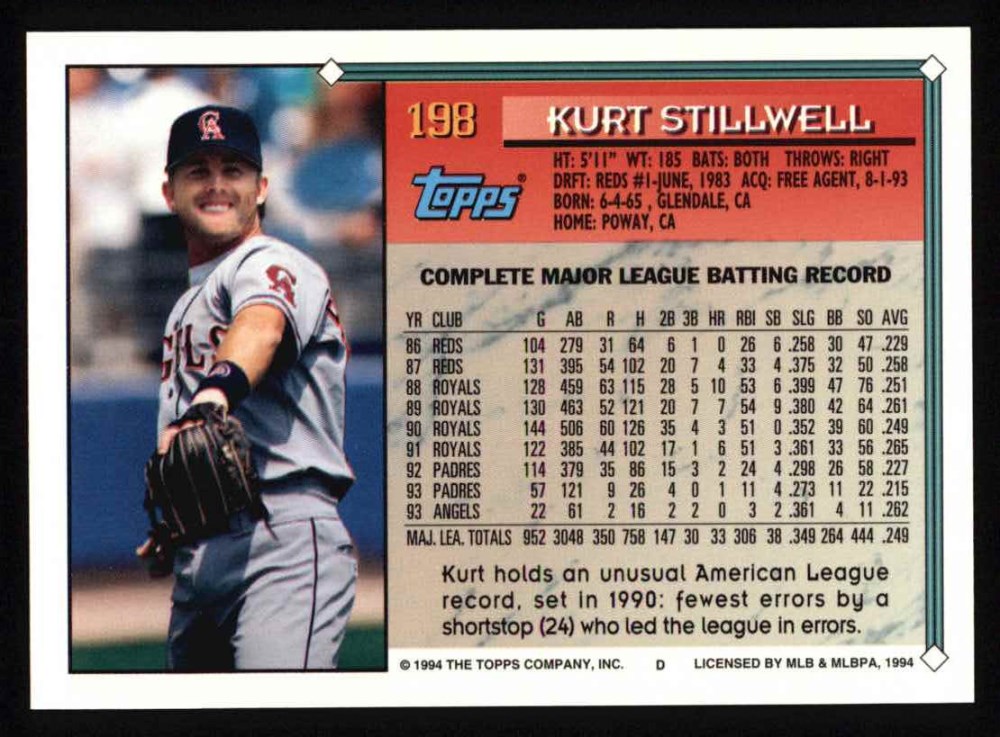 198 KURT STILLWELL
Topps®
HT: 5'11" WT: 185 BATS: BOTH THROWS: RIGHT
DRFT: REDS #1-JUNE, 1983 ACQ: FREE AGENT, 8-1-93
BORN: 6-4-65 , GLENDALE, CA
HOME: POWAY, CA
CA
CA
COMPLETE MAJOR LEAGUE BATTING RECORD
YR CLUB G AB R H 2B 3B HR RBI SB SLG BB SO AVG
86 REDS 104 279 31 64 6 1 0 26 6 .258 30 47 .229
87 REDS 131 395 54 102 20 7 4 33 4 .375 32 50 .258
88 ROYALS 128 459 63 115 28 5 10 53 6 .399 47 76 .251
89 ROYALS 130 463 52 121 20 7 7 54 9 .380 42 64 .261
90 ROYALS 144 506 60 126 35 4 3 51 0 .352 39 60 .249
91 ROYALS 122 385 44 102 17 1 6 51 3 .361 33 56 .265
92 PADRES 114 379 35 86 15 3 2 24 4 .298 26 58 .227
93 PADRES 57 121 9 26 4 0 1 11 4 .273 11 22 .215
93 ANGELS 22 61 2 16 2 2 0 3 2 .361 4 11 .262
MAJ. LEA. TOTALS 952 3048 350 758 147 30 33 306 38 .349 264 444 .249
Kurt holds an unusual American League
record, set in 1990: fewest errors by a
shortstop (24) who led the league in errors.
© 1994 THE TOPPS COMPANY, INC. D LICENSED BY MLB & MLBPA, 1994